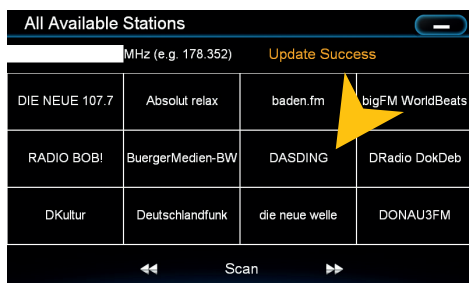 All Available Stations
MHz (e.g. 178.352) Update Success
DIE NEUE 107.7 Absolut relax baden.fm bigFM WorldBeats
RADIO BOB! BuergerMedien-BW DASDING DRadio DokDeb
DKultur Deutschlandfunk die neue welle DONAU3FM
Scan